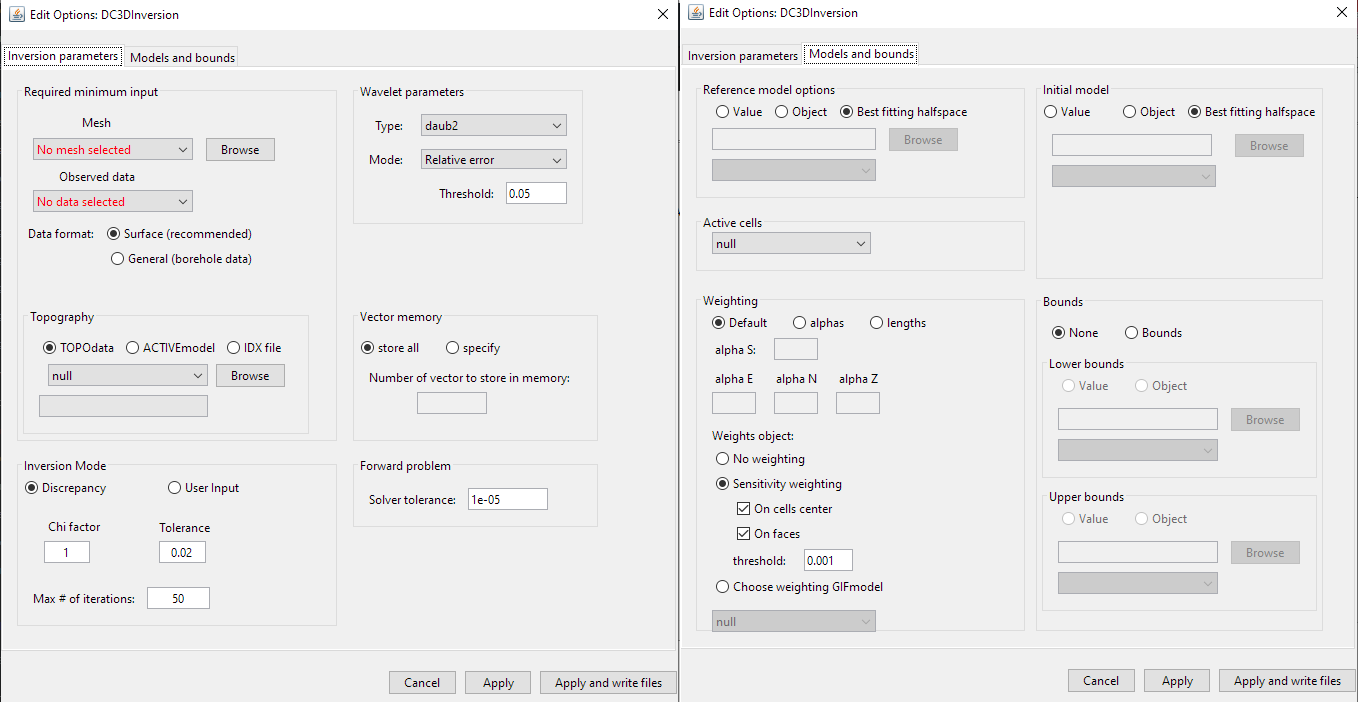 Edit Options: DC3DInversion
Inversion parameters
Models and bounds
Required minimum input
Mesh
No mesh selected
Browse
Observed data
No data selected
Data format:
Surface (recommended)
General (borehole data)
Topography
TOPOdata
ACTIVEmodel
IDX file
null
Browse
Inversion Mode
Discrepancy
User Input
Chi factor
Tolerance
1
0.02
Max # of iterations:
50
Wavelet parameters
Type:
daub2
Mode:
Relative error
Threshold:
0.05
Vector memory
store all
specify
Number of vector to store in memory:
Forward problem
Solver tolerance:
1e-05
Cancel
Apply
Apply and write files
Edit Options: DC3DInversion
Inversion parameters
Models and bounds
Reference model options
Value
Object
Best fitting halfspace
Browse
Active cells
null
Weighting
Default
alphas
lengths
alpha S:
alpha E
alpha N
alpha Z
Weights object:
No weighting
Sensitivity weighting
On cells center
On faces
threshold:
0.001
Choose weighting GIFmodel
null
Initial model
Value
Object
Best fitting halfspace
Browse
Bounds
None
Bounds
Lower bounds
Value
Object
Browse
Upper bounds
Value
Object
Browse
Cancel
Apply
Apply and write files